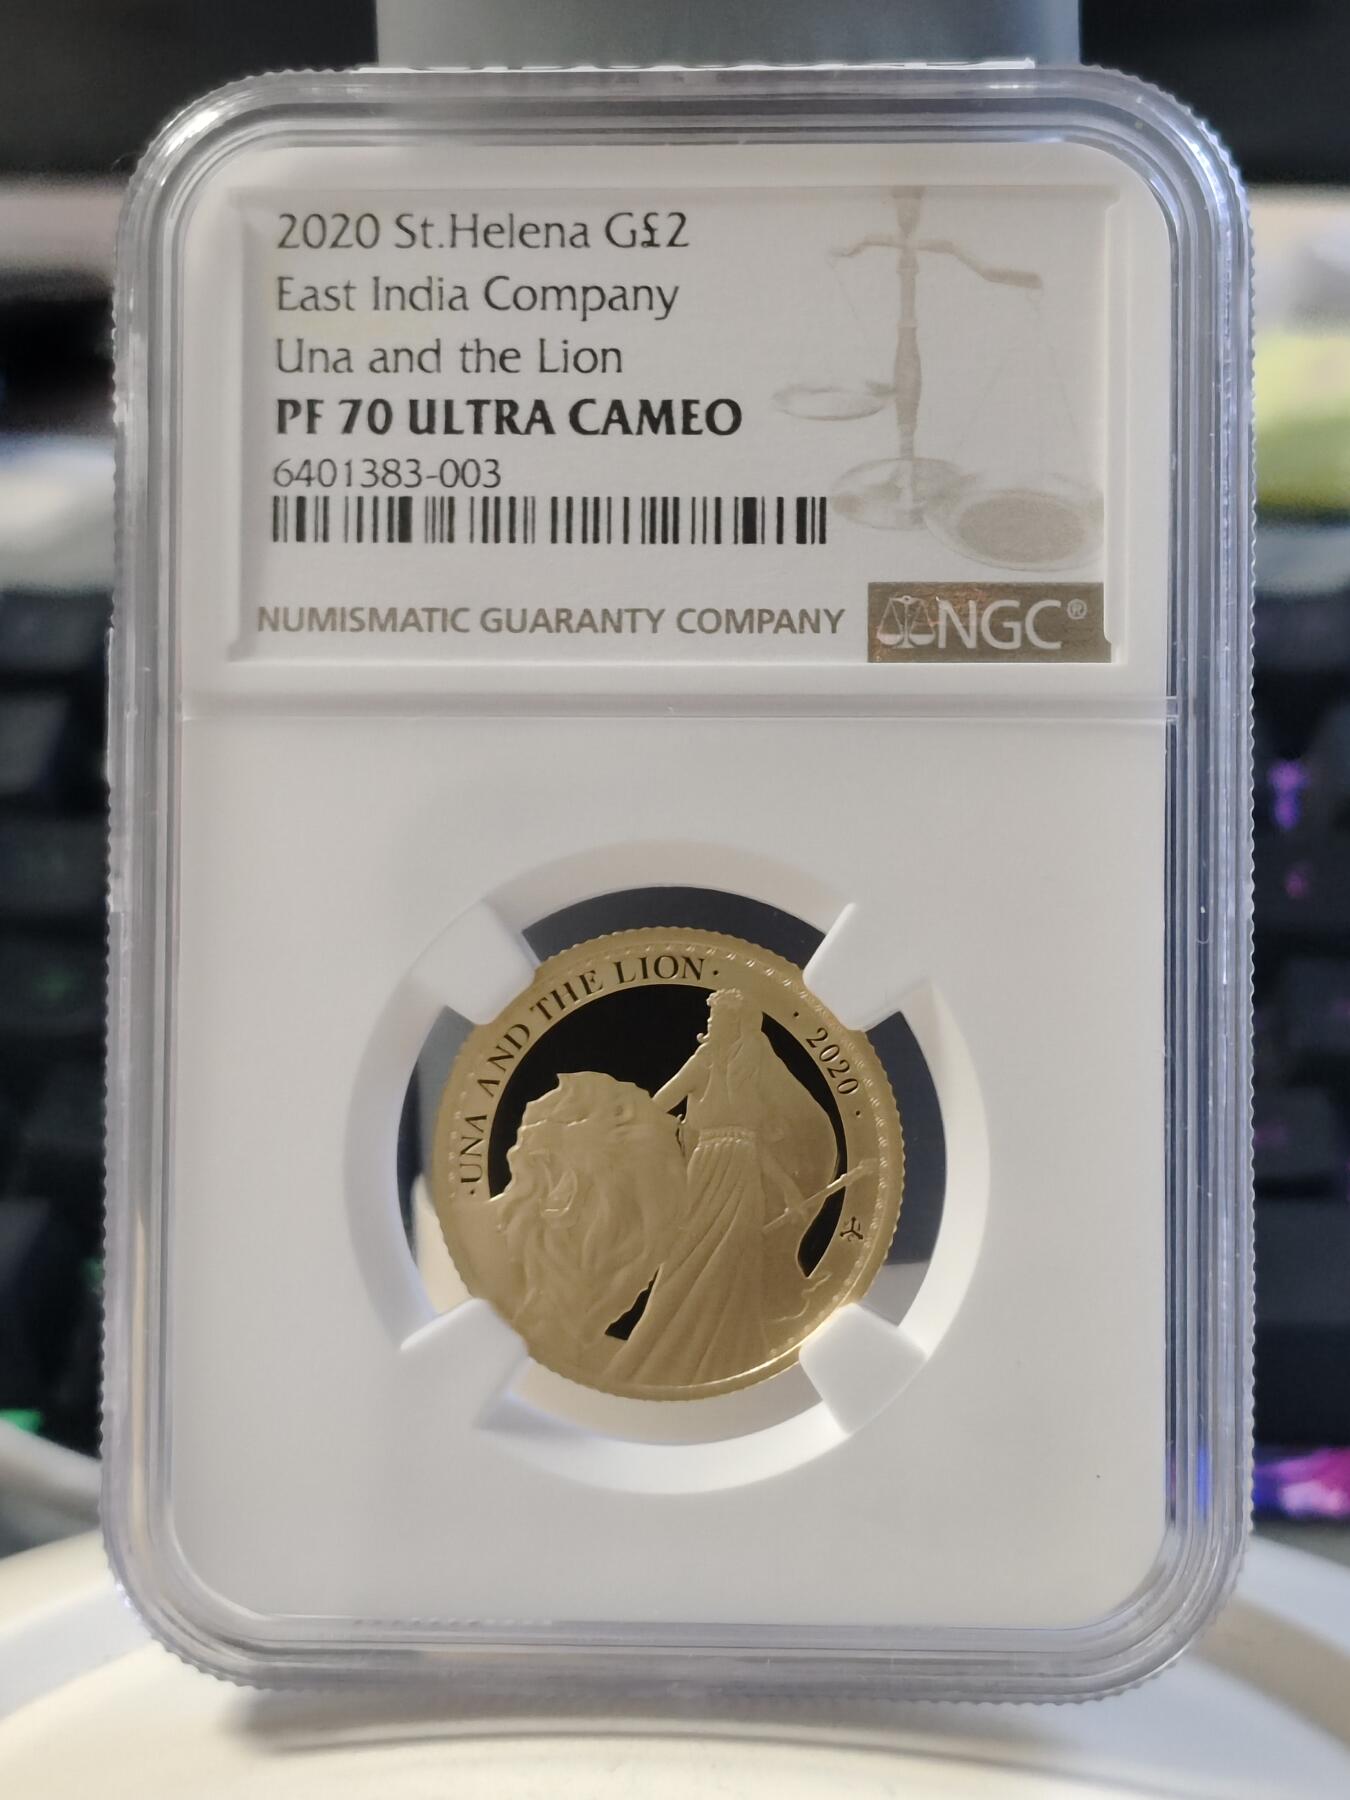 2020 St.Helena G£2
East India Company
Una and the Lion
PF 70 ULTRA CAMEO
6401383-003
NUMISMATIC GUARANTY COMPANY
NGC®
·UNA AND THE LION·
·2020·